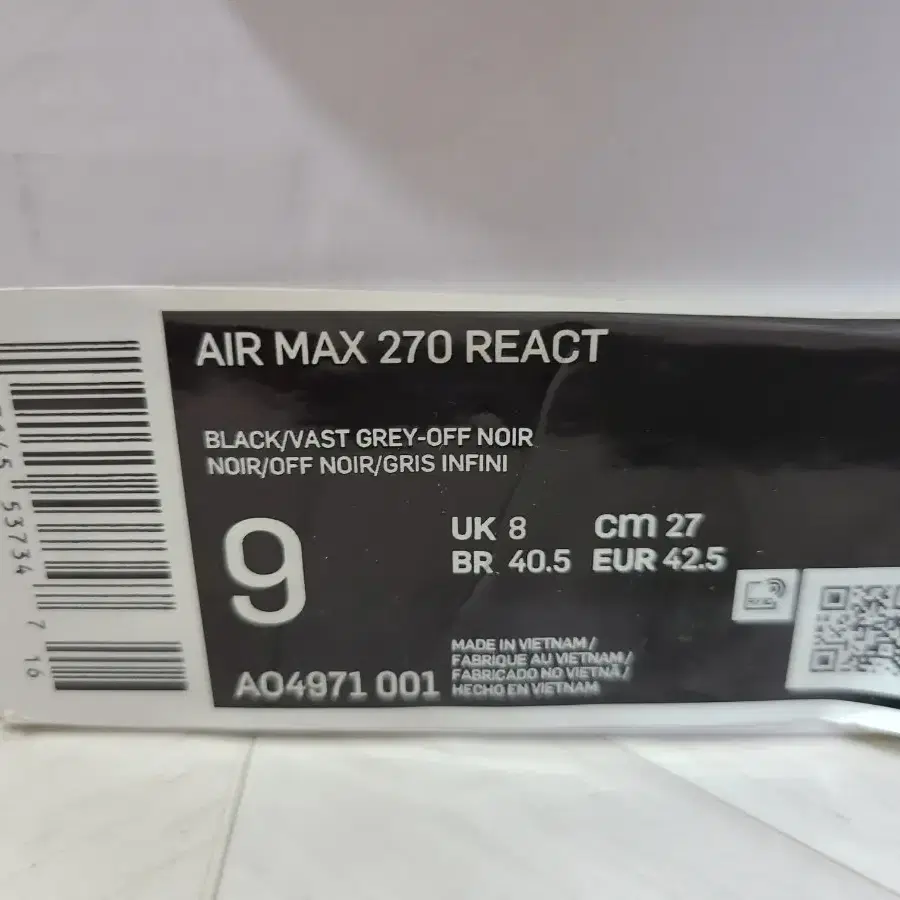 AIR MAX 270 REACT
BLACK/VAST GREY-OFF NOIR
NOIR/OFF NOIR/GRIS INFINI
9
UK 8 cm 27
BR 40.5 EUR 42.5
MADE IN VIETNAM/
FABRIQUE AU VIETNAM/
FABRICADO NO VIETNÃ/
HECHO EN VIETNAM
AO4971 001
53734 7 10